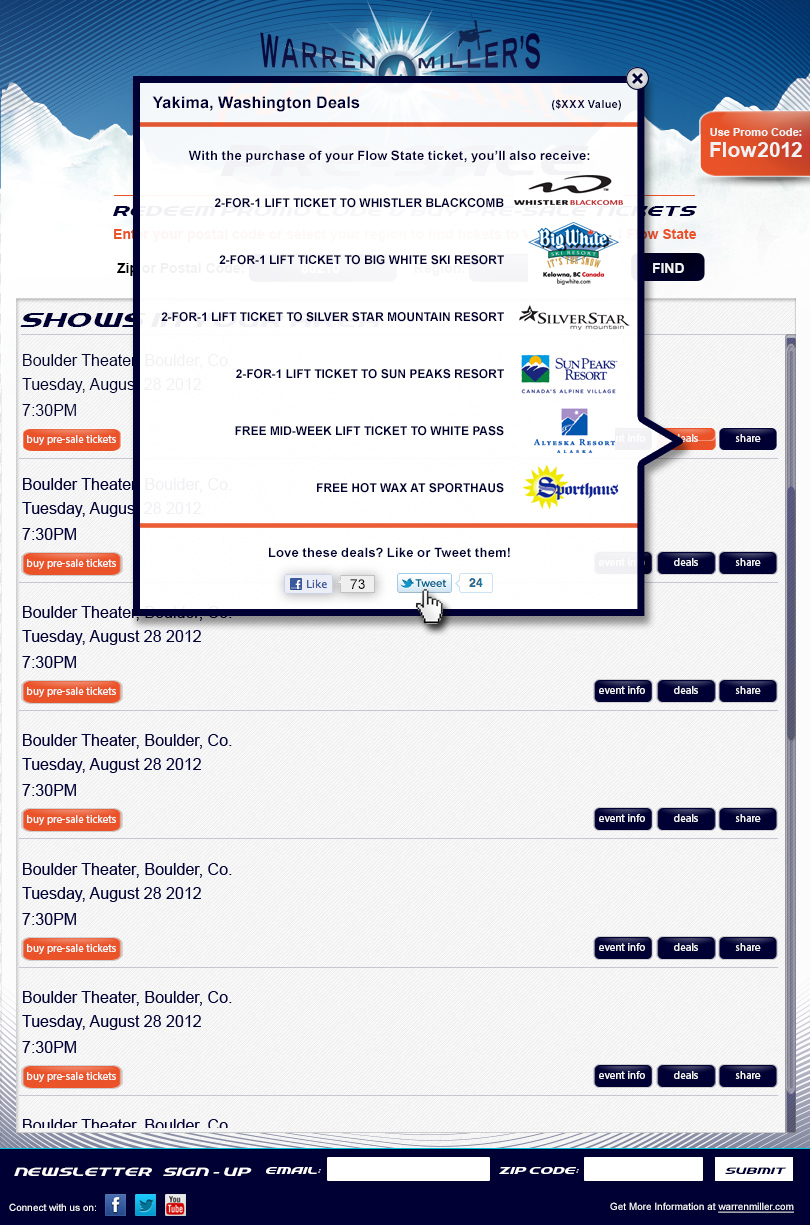 WARREN MILLER'S
Yakima, Washington Deals
($XXX Value)
Use Promo Code:
Flow2012
With the purchase of your Flow State ticket, you'll also receive:
2-FOR-1 LIFT TICKET TO WHISTLER BLACKCOMB
WHISTLERBLACKCOMB
REDEEM PROMO CODE & BUY PRE-SALE TICKETS
Enter your postal code or select your region to find tickets to Flow State
2-FOR-1 LIFT TICKET TO BIG WHITE SKI RESORT
Big White
SKI RESORT
IT'S THE SNOW
Kelowna, BC Canada
bigwhite.com
Zip or Postal Code:
Region:
FIND
SHOWS IN YOUR AREA
2-FOR-1 LIFT TICKET TO SILVER STAR MOUNTAIN RESORT
SILVERSTAR
my mountain
2-FOR-1 LIFT TICKET TO SUN PEAKS RESORT
SUN PEAKS
RESORT
CANADA'S ALPINE VILLAGE
FREE MID-WEEK LIFT TICKET TO WHITE PASS
ALYESKA RESORT
ALASKA
FREE HOT WAX AT SPORTHAUS
Sporthaus
Love these deals? Like or Tweet them!
Like 73
Tweet 24
Boulder Theater, Boulder, Co.
Tuesday, August 28 2012
7:30PM
buy pre-sale tickets
event info deals share
Boulder Theater, Boulder, Co.
Tuesday, August 28 2012
7:30PM
buy pre-sale tickets
event info deals share
Boulder Theater, Boulder, Co.
Tuesday, August 28 2012
7:30PM
buy pre-sale tickets
event info deals share
Boulder Theater, Boulder, Co.
Tuesday, August 28 2012
7:30PM
buy pre-sale tickets
event info deals share
Boulder Theater, Boulder, Co.
Tuesday, August 28 2012
7:30PM
buy pre-sale tickets
event info deals share
Boulder Theater, Boulder, Co.
Tuesday, August 28 2012
7:30PM
buy pre-sale tickets
event info deals share
Boulder Theater, Boulder, Co.
NEWSLETTER SIGN-UP EMAIL: ZIP CODE: SUBMIT
Connect with us on:
You Tube
Get More Information at warrenmiller.com